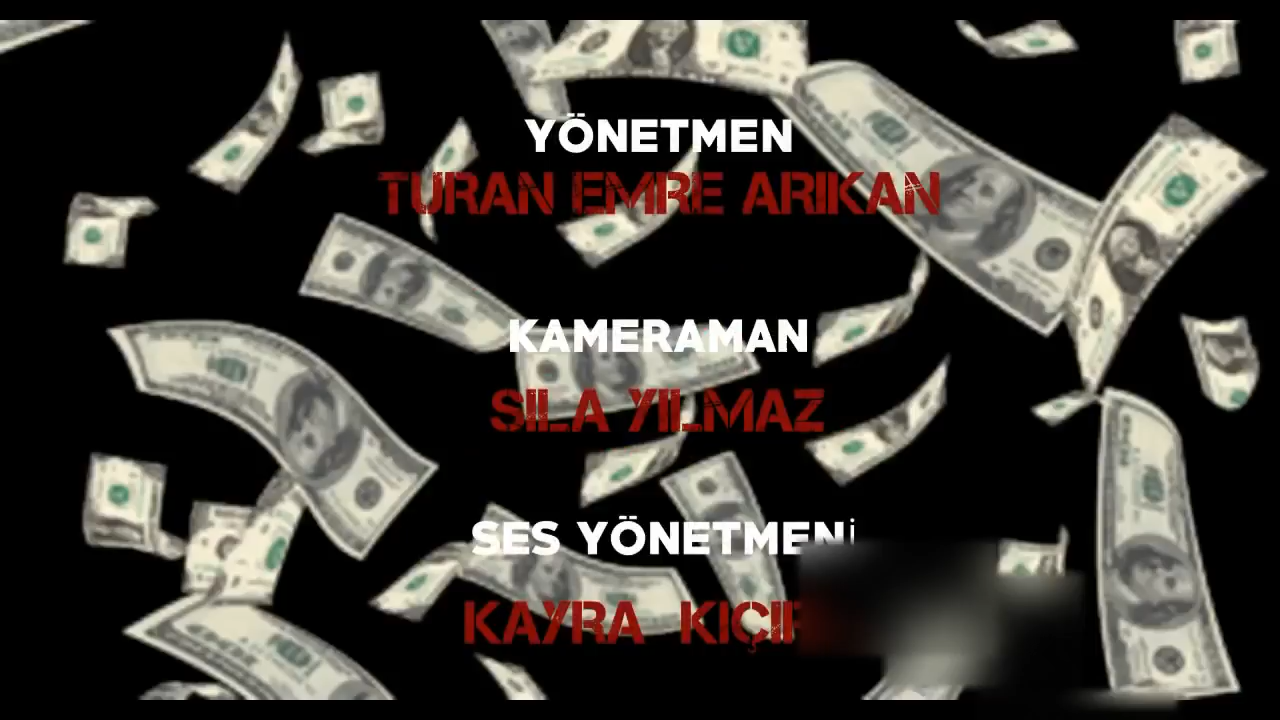 YÖNETMEN
TURAN EMRE ARIKAN
KAMERAMAN
SILA YILMAZ
SES YÖNETMENİ
KAYRA